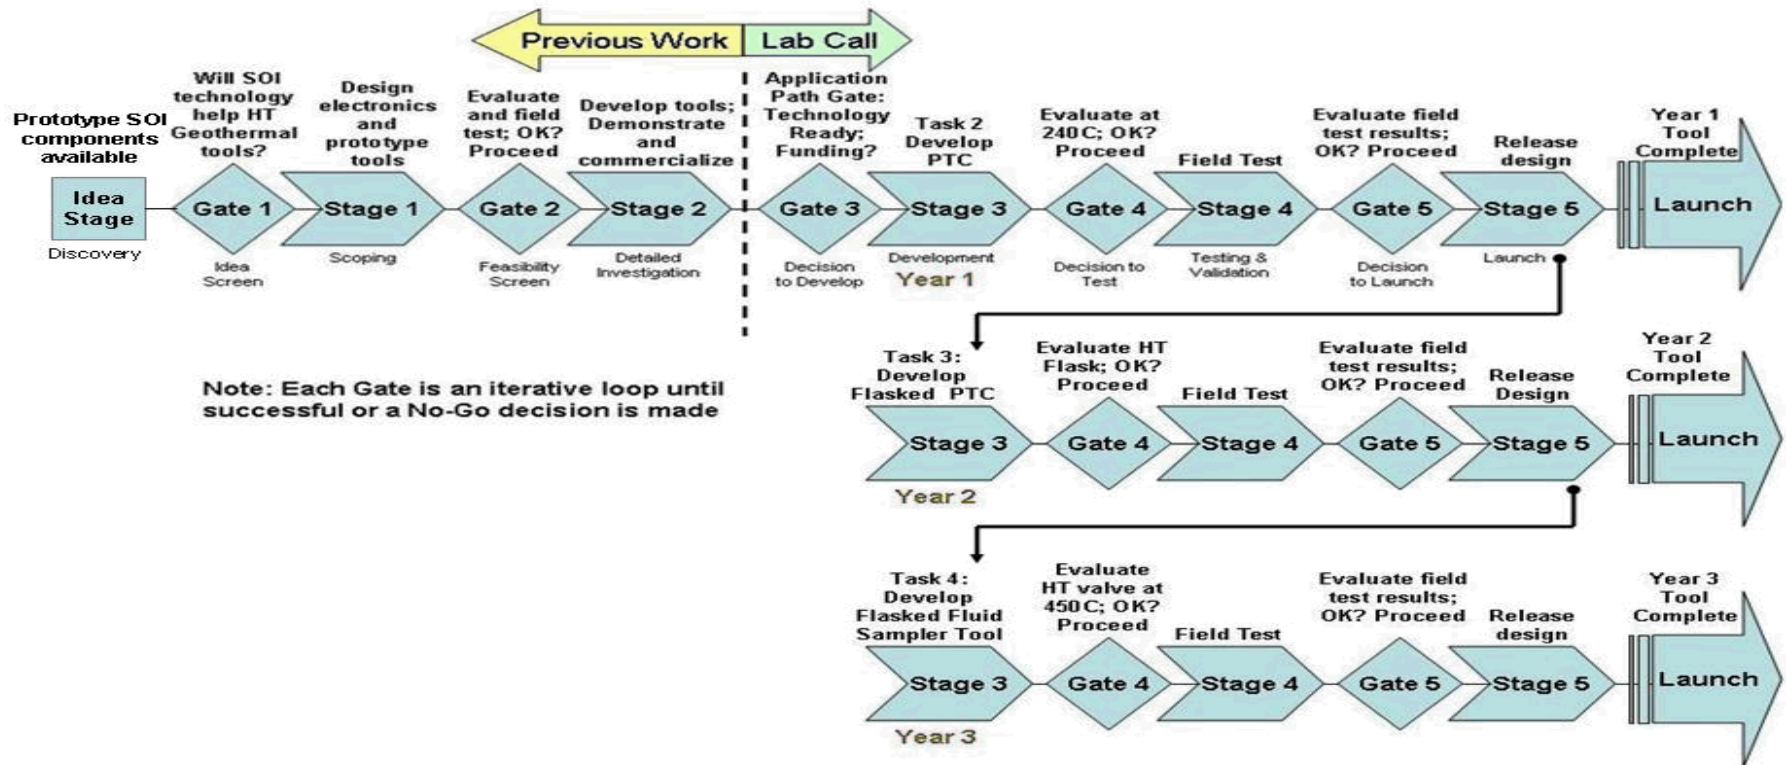 Previous Work
Lab Call
Prototype SOI
components
available
Will SOI
technology
help HT
Geothermal
tools?
Design
electronics
and
prototype
tools
Evaluate
and field
test; OK?
Proceed
Develop tools;
Demonstrate
and
commercialize
Application
Path Gate:
Technology
Ready;
Funding?
Task 2
Develop
PTC
Evaluate at
240C; OK?
Proceed
Field Test
Evaluate field
test results;
OK? Proceed
Release
design
Year 1
Tool
Complete
Idea
Stage
Gate 1
Stage 1
Gate 2
Stage 2
Gate 3
Stage 3
Gate 4
Stage 4
Gate 5
Stage 5
Launch
Discovery
Idea
Screen
Scoping
Feasibility
Screen
Detailed
Investigation
Decision
to Develop
Development
Year 1
Decision to
Test
Testing &
Validation
Decision
to Launch
Launch
Note: Each Gate is an iterative loop until
successful or a No-Go decision is made
Task 3:
Develop
Flasked PTC
Evaluate HT
Flask; OK?
Proceed
Field Test
Evaluate field
test results;
OK? Proceed
Release
Design
Year 2
Tool
Complete
Stage 3
Gate 4
Stage 4
Gate 5
Stage 5
Launch
Year 2
Task 4:
Develop
Flasked Fluid
Sampler Tool
Evaluate
HT valve at
450C; OK?
Proceed
Field Test
Evaluate field
test results;
OK? Proceed
Release
design
Year 3
Tool
Complete
Stage 3
Gate 4
Stage 4
Gate 5
Stage 5
Launch
Year 3